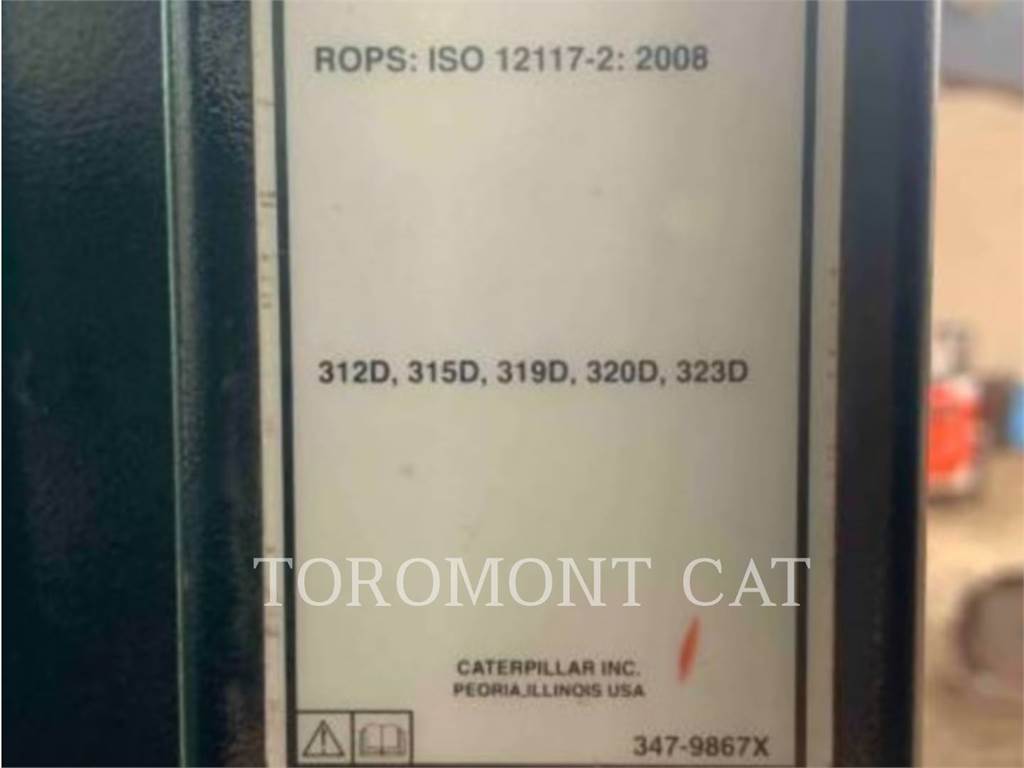 ROPS: ISO 12117-2: 2008
312D, 315D, 319D, 320D, 323D
TOROMONT CAT
CATERPILLAR INC.
PEORIA,ILLINOIS USA
347-9867X